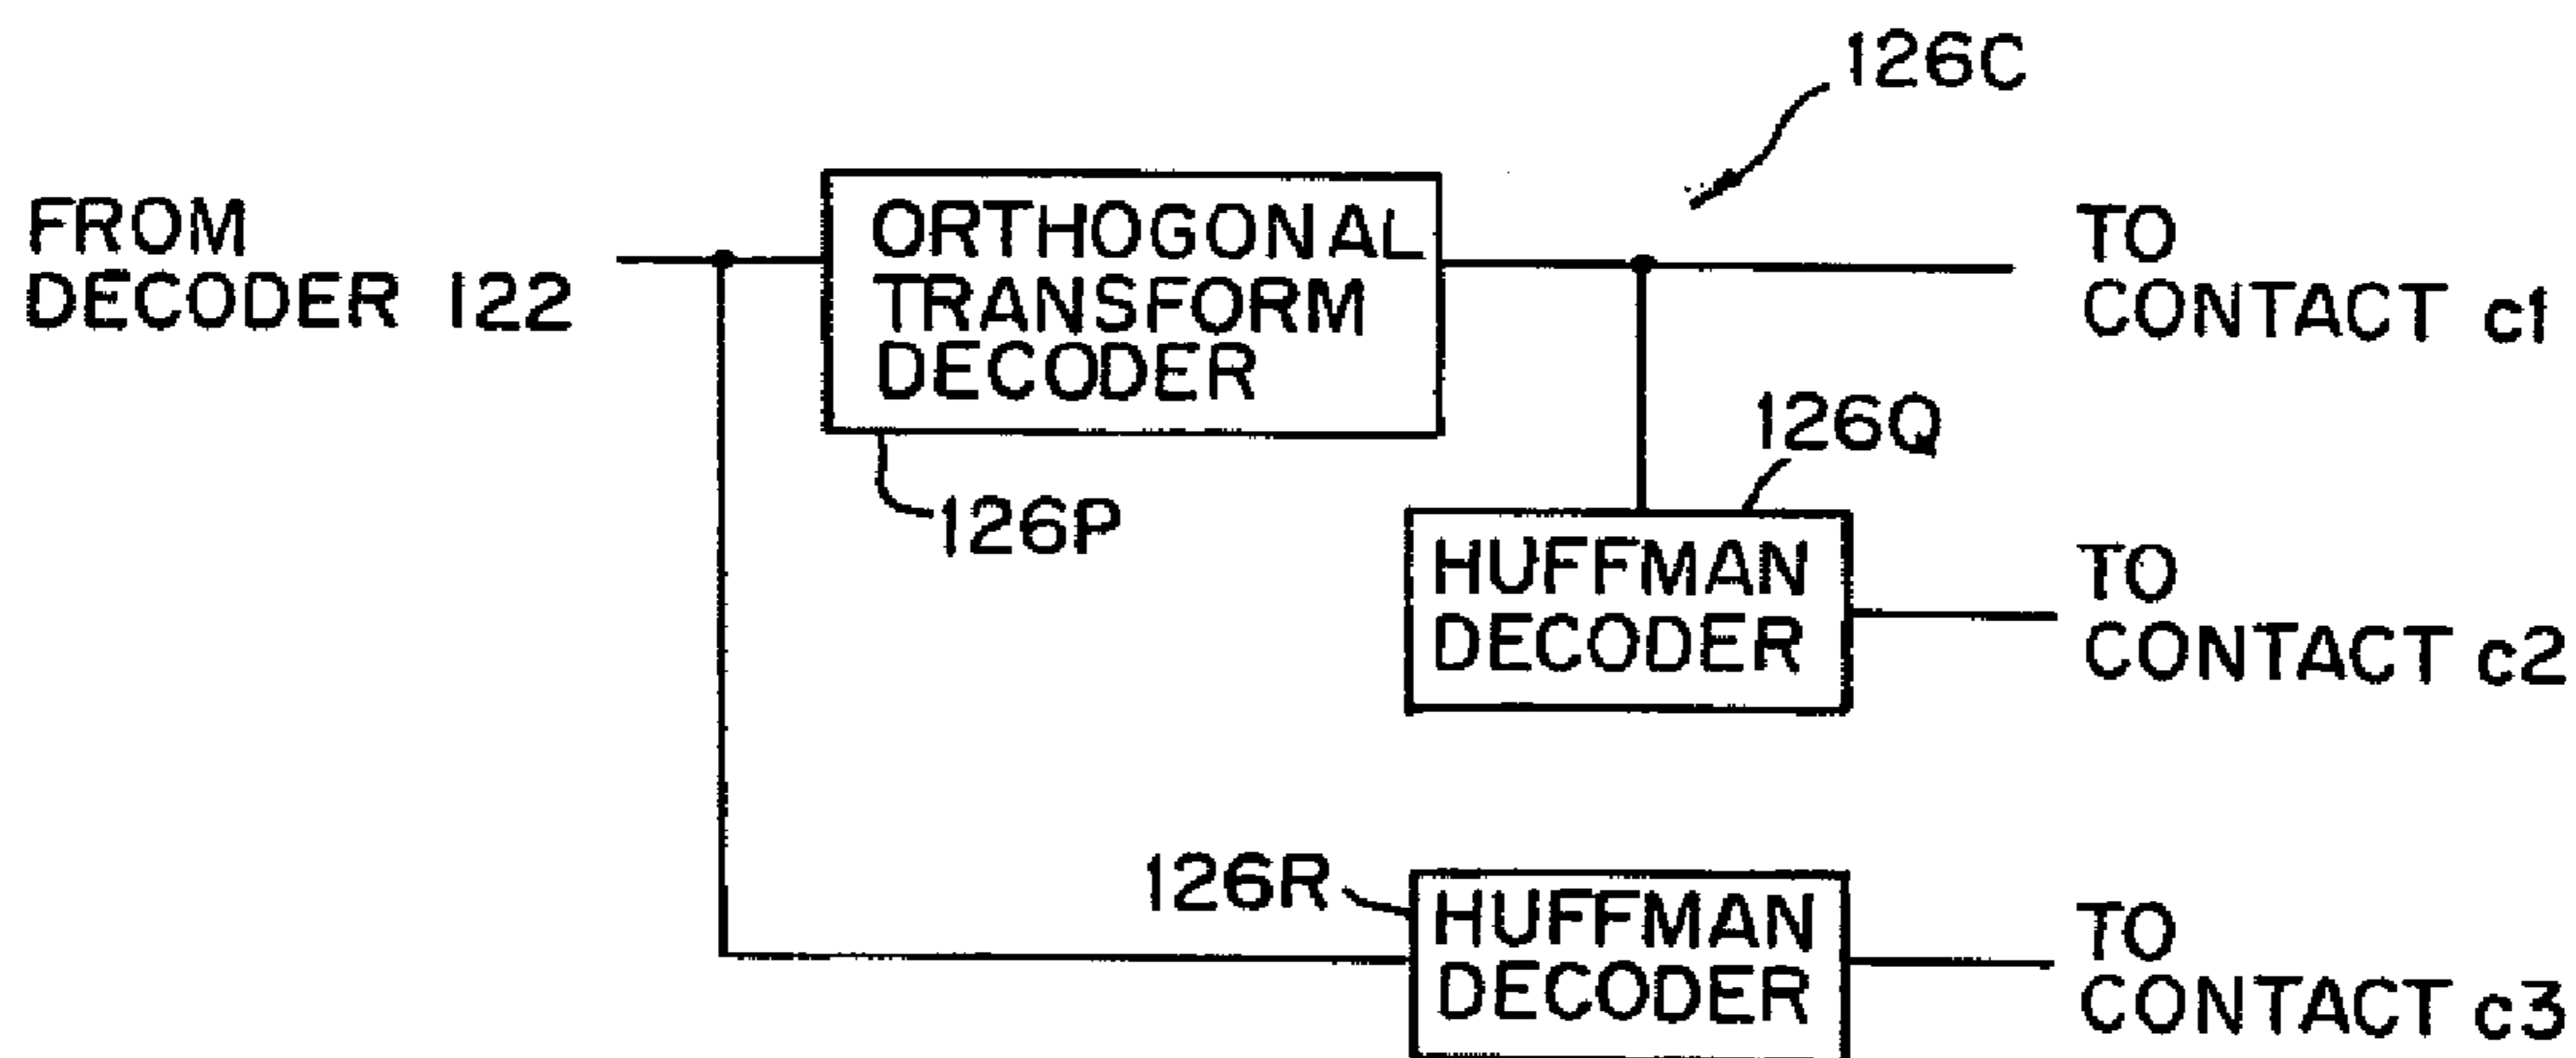 126C
FROM
DECODER 122
ORTHOGONAL
TRANSFORM
DECODER
TO
CONTACT c1
126P
126Q
HUFFMAN
DECODER
TO
CONTACT c2
126R
HUFFMAN
DECODER
TO
CONTACT c3